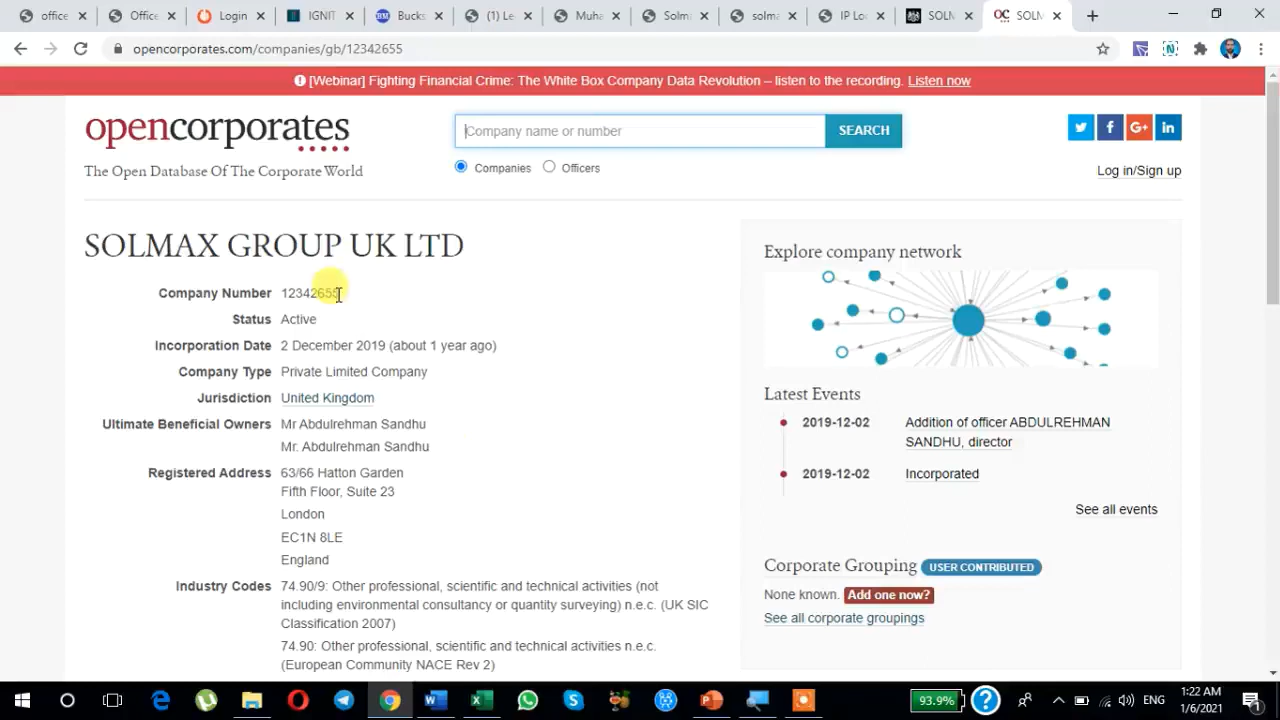 Office
Office
Login
IGNIT
Bucks
(1) Le
Muha
Solm
solma
IP Lo
SOLM
SOLM
opencorporates.com/companies/gb/12342655
[Webinar] Fighting Financial Crime: The White Box Company Data Revolution – listen to the recording. Listen now
opencorporates
The Open Database Of The Corporate World
Company name or number
SEARCH
Companies
Officers
Log in/Sign up
SOLMAX GROUP UK LTD
Company Number 12342655
Status Active
Incorporation Date 2 December 2019 (about 1 year ago)
Company Type Private Limited Company
Jurisdiction United Kingdom
Ultimate Beneficial Owners Mr Abdulrehman Sandhu
Mr. Abdulrehman Sandhu
Registered Address 63/66 Hatton Garden
Fifth Floor, Suite 23
London
EC1N 8LE
England
Industry Codes 74.90/9: Other professional, scientific and technical activities (not
including environmental consultancy or quantity surveying) n.e.c. (UK SIC
Classification 2007)
74.90: Other professional, scientific and technical activities n.e.c.
(European Community NACE Rev 2)
Explore company network
Latest Events
2019-12-02 Addition of officer ABDULREHMAN
SANDHU, director
2019-12-02 Incorporated
See all events
Corporate Grouping USER CONTRIBUTED
None known. Add one now?
See all corporate groupings
93.9%
ENG
1:22 AM
1/6/2021